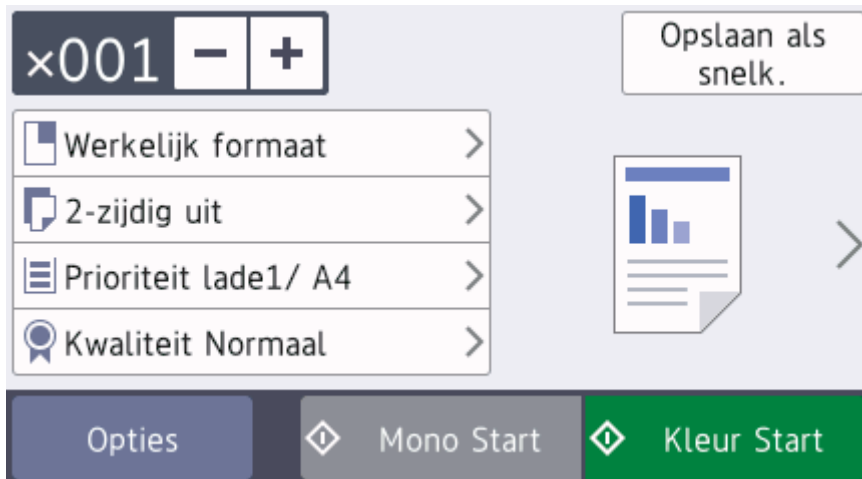 ×001 − +
Opslaan als
snelk.
Werkelijk formaat
2-zijdig uit
Prioriteit lade1/ A4
Kwaliteit Normaal
Opties
Mono Start
Kleur Start